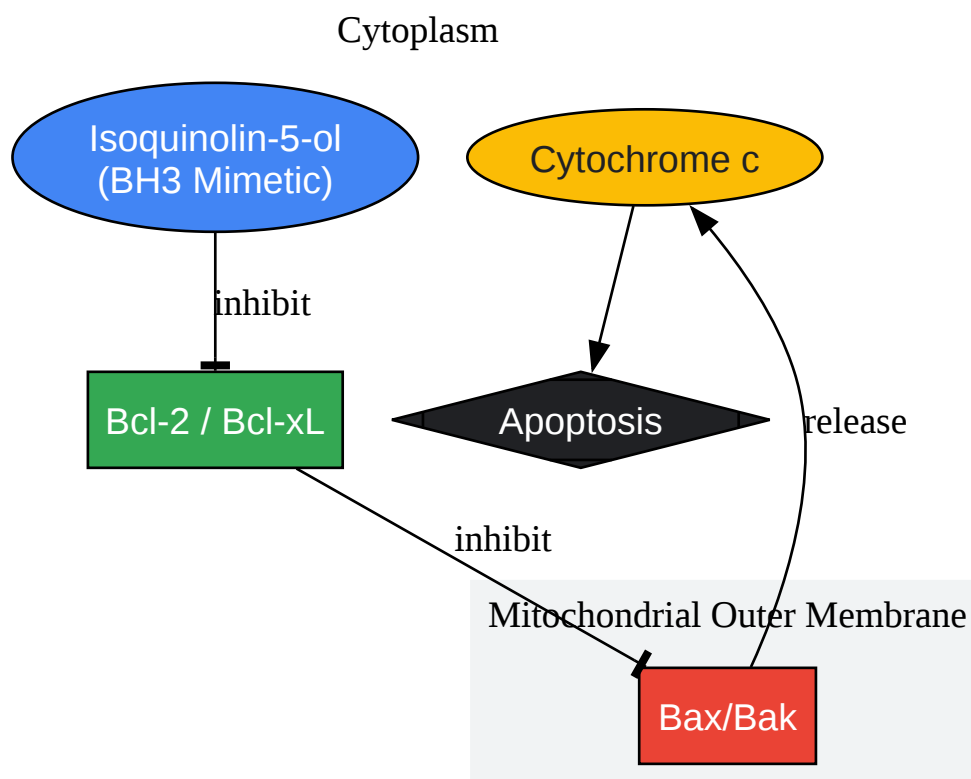 Cytoplasm
Isoquinolin-5-ol
(BH3 Mimetic)
Cytochrome c
inhibit
Bcl-2 / Bcl-xL
Apoptosis
release
inhibit
Mitochondrial Outer Membrane
Bax/Bak